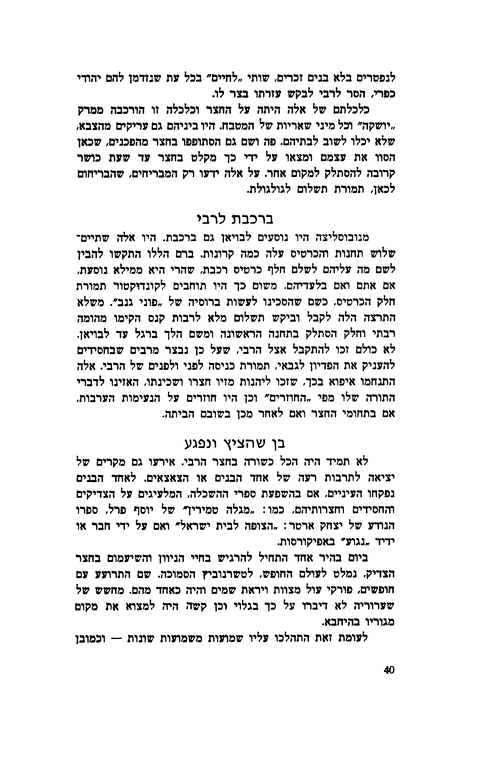 לנפטרים בלא בנים זכרים, שותי „לחיים” בכל עת שנזדמן להם יהודי
כפרי, הסר לרבי לבקש עזרתו בצר לו.
כלכלתם של אלה היתה על החצר וכלכלה זו הורכבה ממרק
„יושקה” וכל מיני שאריות של המטבח. היו ביניהם גם עריקים מהצבא,
שלא יכלו לשוב לבתיהם. פה ושם גם הסתופפו בחצר מהפכנים, שכאן
הסוו את עצמם ומצאו על ידי כך מקלט בחצר עד שעת כושר
קרובה להסתלק למקום אחר. על אלה ידעו רק המבריחים, שהבריחום
לכאן, תמורת תשלום לגולגולת.
ברכבת לרבי
מנובוסליצה היו נוסעים לבויאן גם ברכבת. היו אלה שתיים־
שלוש תחנות והכרטיס עלה כמה קרונות. ברם הללו התקשו להבין
לשם מה עליהם לשלם חלף כרטיס רכבת, שהרי היא ממילא נוסעת,
אם אתם ואם בלעדיהם. משום כך היו תוחבים לקונדוקטור תמורת
חלק הכרטיס, כשם שהסכינו לעשות ברוסיה של „פוני גנב”. משלא
התרצה הלה לקבל וביקש תשלום מלא לרבות קנס הקימו מהומה
רבתי וחלק הסתלק בתחנה הראשונה ומשם הלך ברגל עד לבויאן.
לא כולם זכו להתקבל אצל הרבי, שעל כן נבצר מרבים שבחסידים
להעניק את הפדיון לגבאי, תמורת כניסה לפני ולפנים של הרבי. אלה
התנחמו איפוא בכך, שזכו ליהנות מזיו חצרו ושכינתו, האזינו לדברי
התורה שלו מפי „החוזרים” וכן היו חוזרים על הנעימות הערבות,
אם בתחומי החצר ואם לאחר מכן בשובם הביתה.
בן שהציץ ונפגע
לא תמיד היה הכל כשורה בחצר הרבי. אירעו גם מקרים של
יציאה לתרבות רעה של אחד הבנים או הצאצאים. לאחד הבנים
נפקחו העיניים, אם בהשפעת ספרי ההשכלה, המלעיגים על הצדיקים
והחסידים וחצרותיהם, כמו: „מגלה טמירין” של יוסף פרל, ספרו
הנודע של יצחק ארטר: „הצופה לבית ישראל” ואם על ידי חבר או
ידיד „נגוע” באפיקורסות.
ביום בהיר אחד התחיל להרגיש בחיי הניוון והשיעמום בחצר
הצדיק, נמלט לעולם החופש, לטשרנוביץ הסמוכה. שם התרועע עם
חופשים, פורקי עול מצוות ויראת שמים והיה כאחד מהם. מחשש של
שערוריה לא דיברו על כך בגלוי וכן קשה היה למצוא את מקום
מגוריו בהיחבא.
לעומת זאת התהלכו עליו שמועות משמועות שונות — וכמובן
40